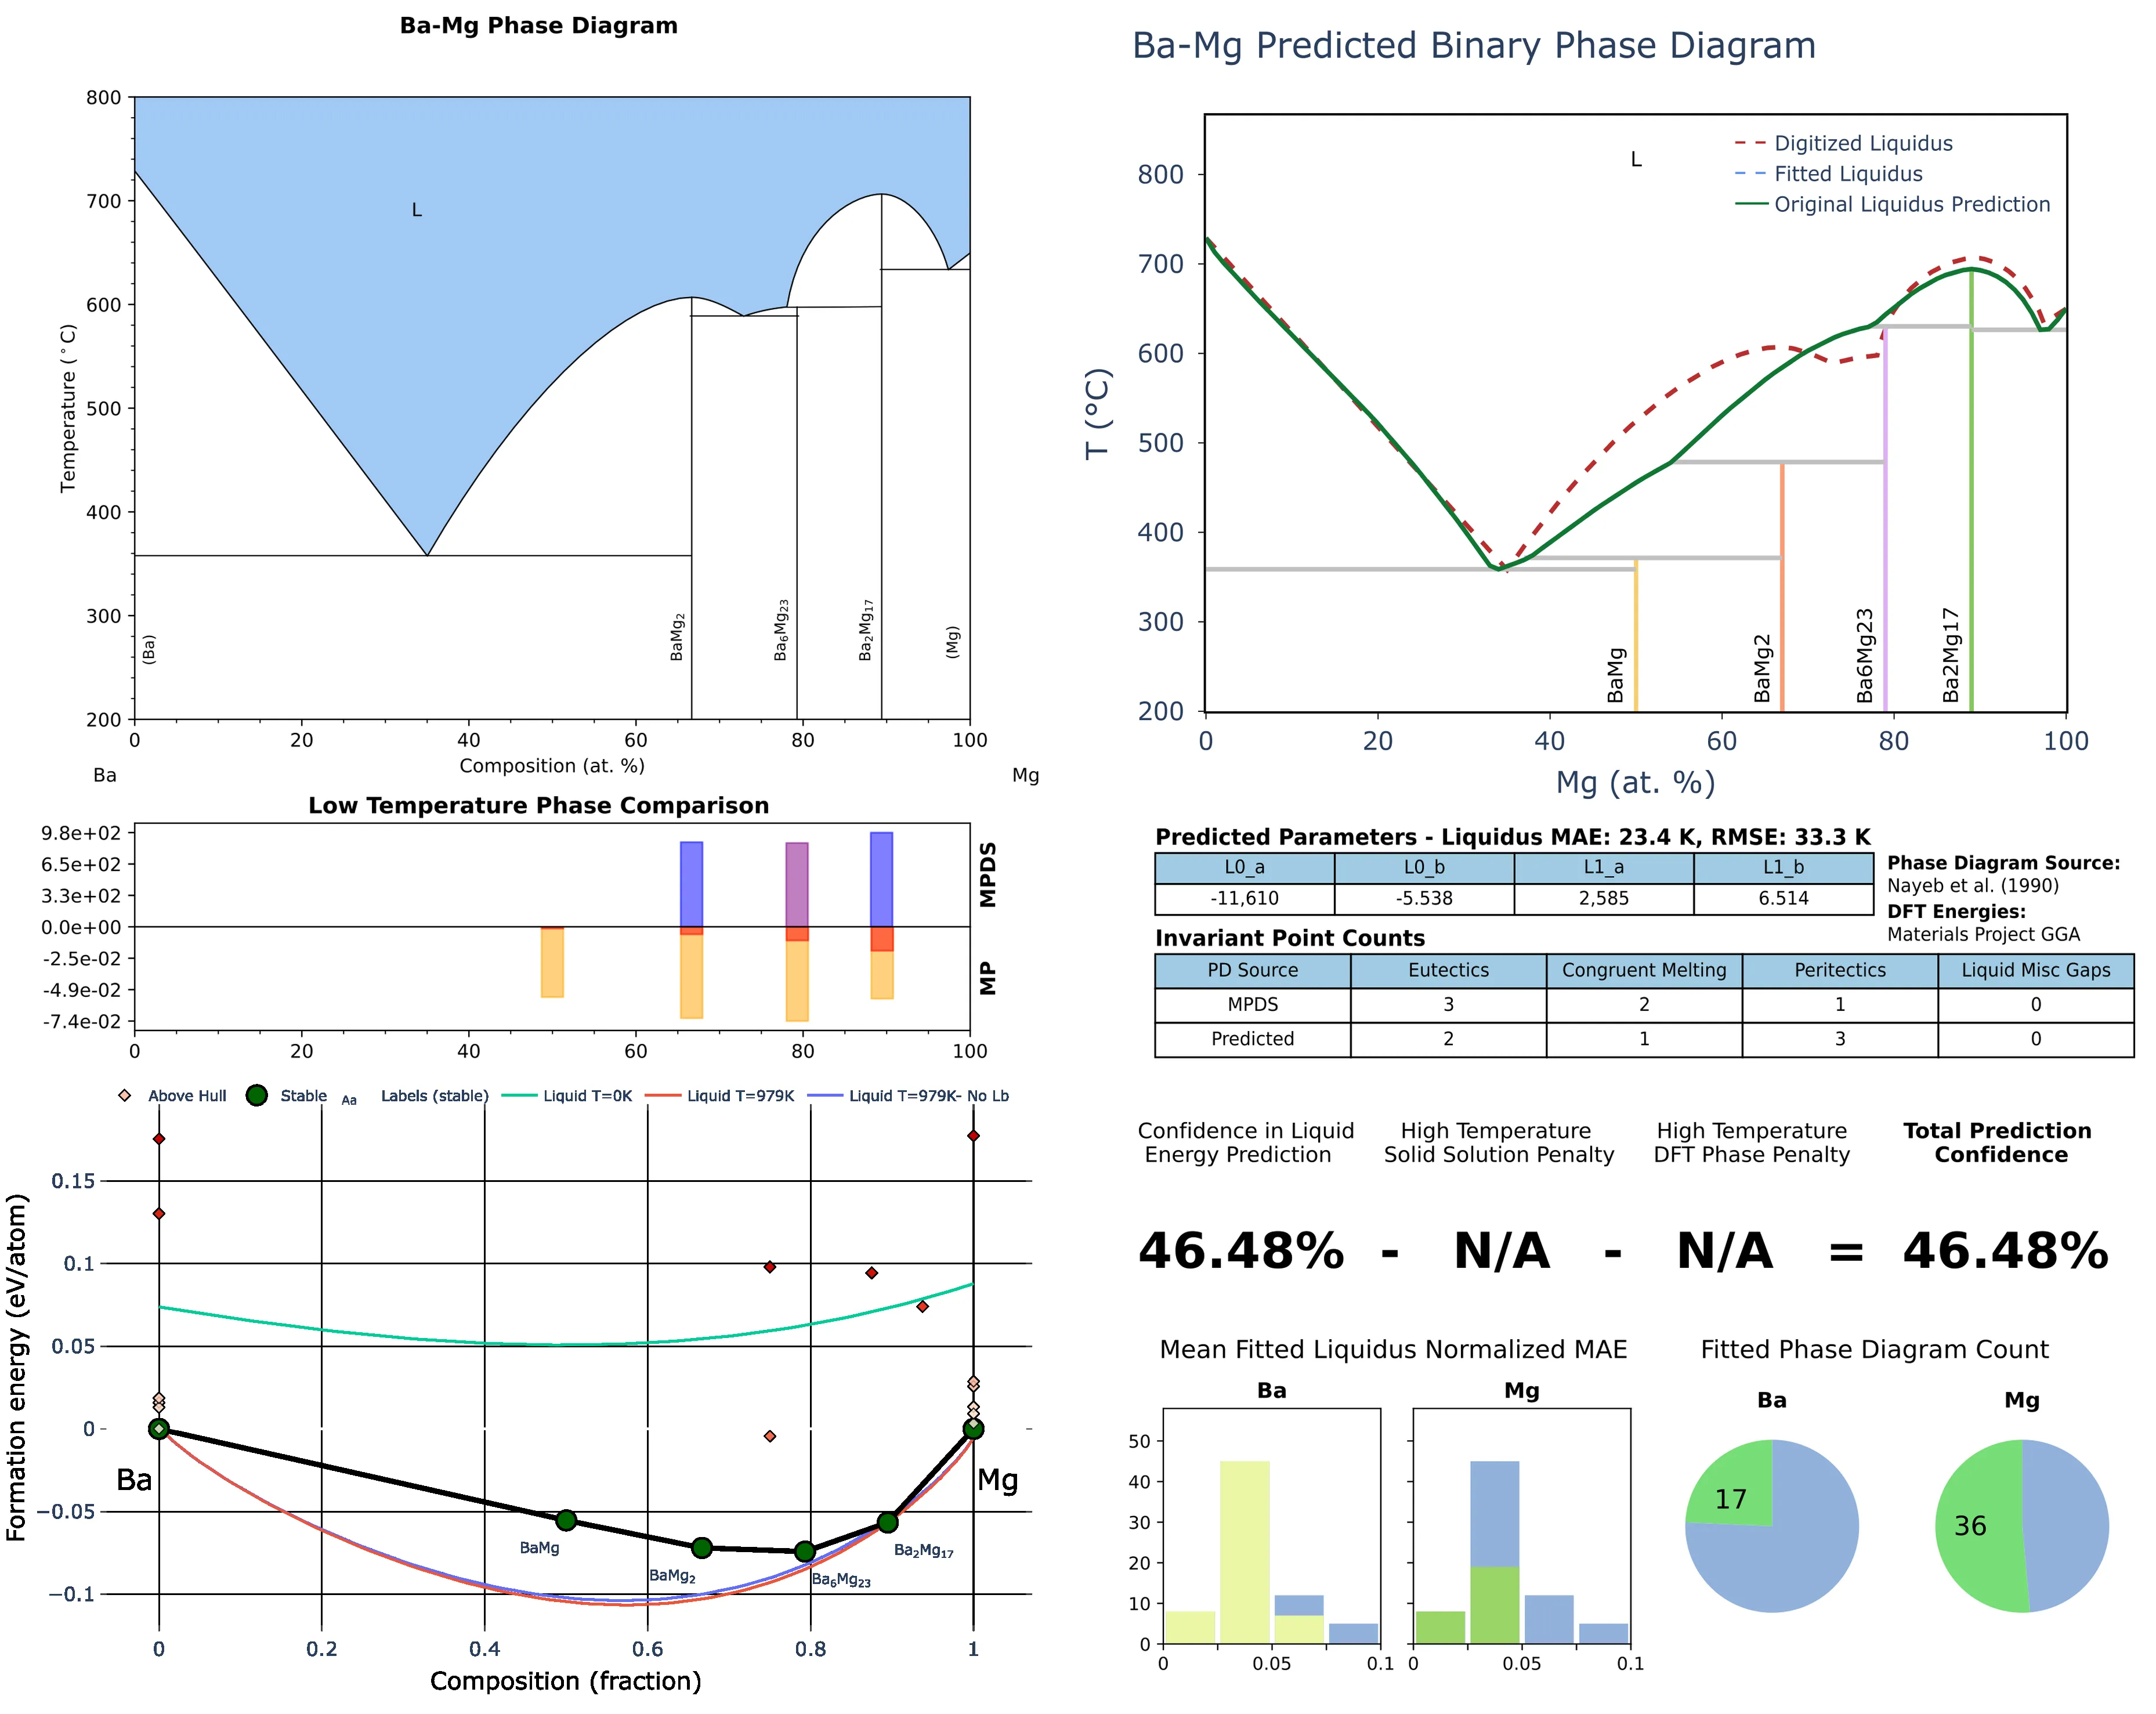 Ba-Mg Phase Diagram
800
700
600
500
400
300
200
Temperature (°C)
L
(Ba)
BaMg2
Ba6Mg23
Ba2Mg17
(Mg)
0 20 40 60 80 100
Composition (at. %)
Ba Mg
Low Temperature Phase Comparison
9.8e+02
6.5e+02
3.3e+02
0.0e+00
-2.5e-02
-4.9e-02
-7.4e-02
MPDS
MP
0 20 40 60 80 100
Above Hull Stable Aa Labels (stable) Liquid T=0K Liquid T=979K Liquid T=979K- No Lb
0.15
0.1
0.05
0
−0.05
−0.1
Formation energy (eV/atom)
Ba
Mg
BaMg
BaMg2
Ba6Mg23
Ba2Mg17
0 0.2 0.4 0.6 0.8 1
Composition (fraction)
Ba-Mg Predicted Binary Phase Diagram
L
Digitized Liquidus
Fitted Liquidus
Original Liquidus Prediction
800
700
600
500
400
300
200
T (°C)
BaMg
BaMg2
Ba6Mg23
Ba2Mg17
0 20 40 60 80 100
Mg (at. %)
Predicted Parameters - Liquidus MAE: 23.4 K, RMSE: 33.3 K
L0_a L0_b L1_a L1_b
-11,610 -5.538 2,585 6.514
Phase Diagram Source:
Nayeb et al. (1990)
DFT Energies:
Materials Project GGA
Invariant Point Counts
PD Source Eutectics Congruent Melting Peritectics Liquid Misc Gaps
MPDS 3 2 1 0
Predicted 2 1 3 0
Confidence in Liquid
Energy Prediction
High Temperature
Solid Solution Penalty
High Temperature
DFT Phase Penalty
Total Prediction
Confidence
46.48% - N/A - N/A = 46.48%
Mean Fitted Liquidus Normalized MAE
Ba
Mg
50
40
30
20
10
0
0 0.05 0.1
0 0.05 0.1
Fitted Phase Diagram Count
Ba
Mg
17
36